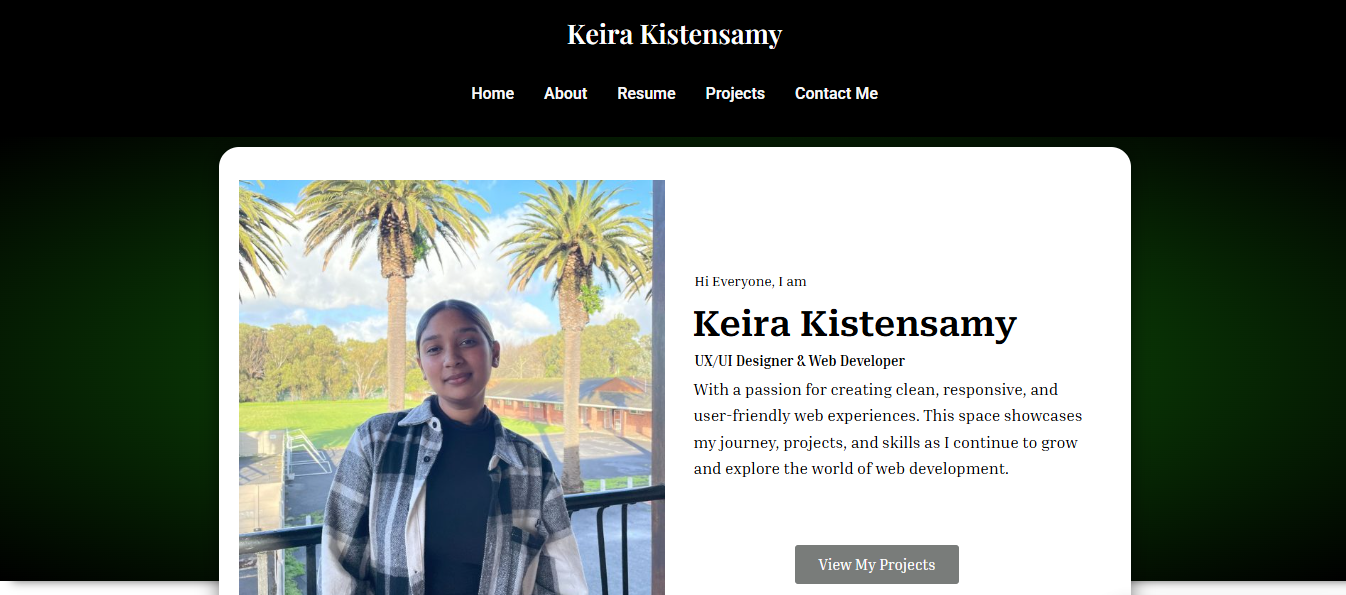 Keira Kistensamy
Home About Resume Projects Contact Me
Hi Everyone, I am
Keira Kistensamy
UX/UI Designer & Web Developer
With a passion for creating clean, responsive, and
user-friendly web experiences. This space showcases
my journey, projects, and skills as I continue to grow
and explore the world of web development.
View My Projects